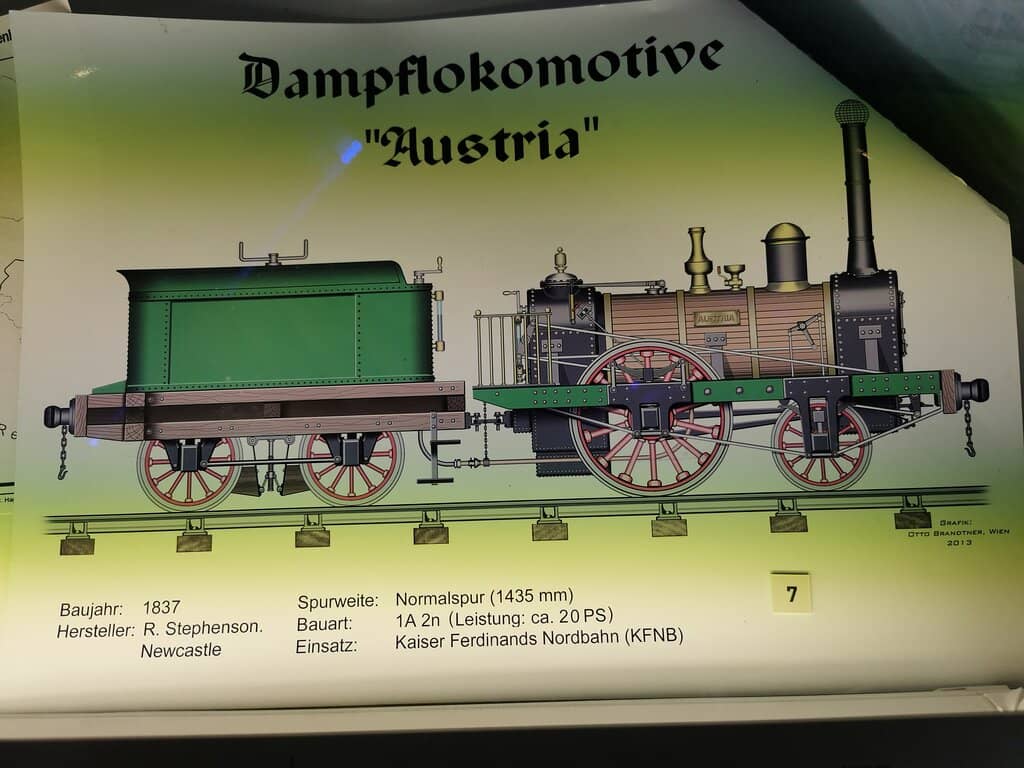 Dampflokomotive
"Austria"
AUSTRIA
Grafik:
Otto Brandtner, Wien
2013
Baujahr: 1837
Hersteller: R. Stephenson.
Newcastle
Spurweite: Normalspur (1435 mm)
Bauart: 1A 2n (Leistung: ca. 20 PS)
Einsatz: Kaiser Ferdinands Nordbahn (KFNB)
7